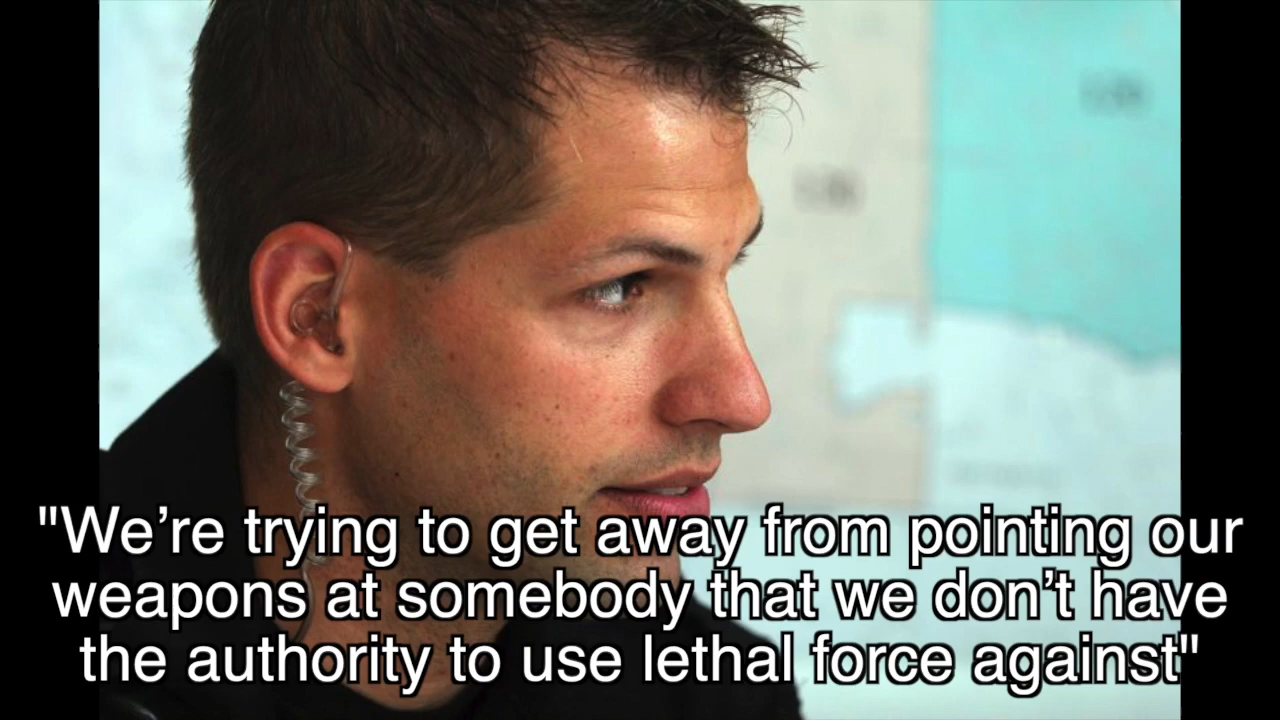 "We’re trying to get away from pointing our
weapons at somebody that we don’t have
the authority to use lethal force against"